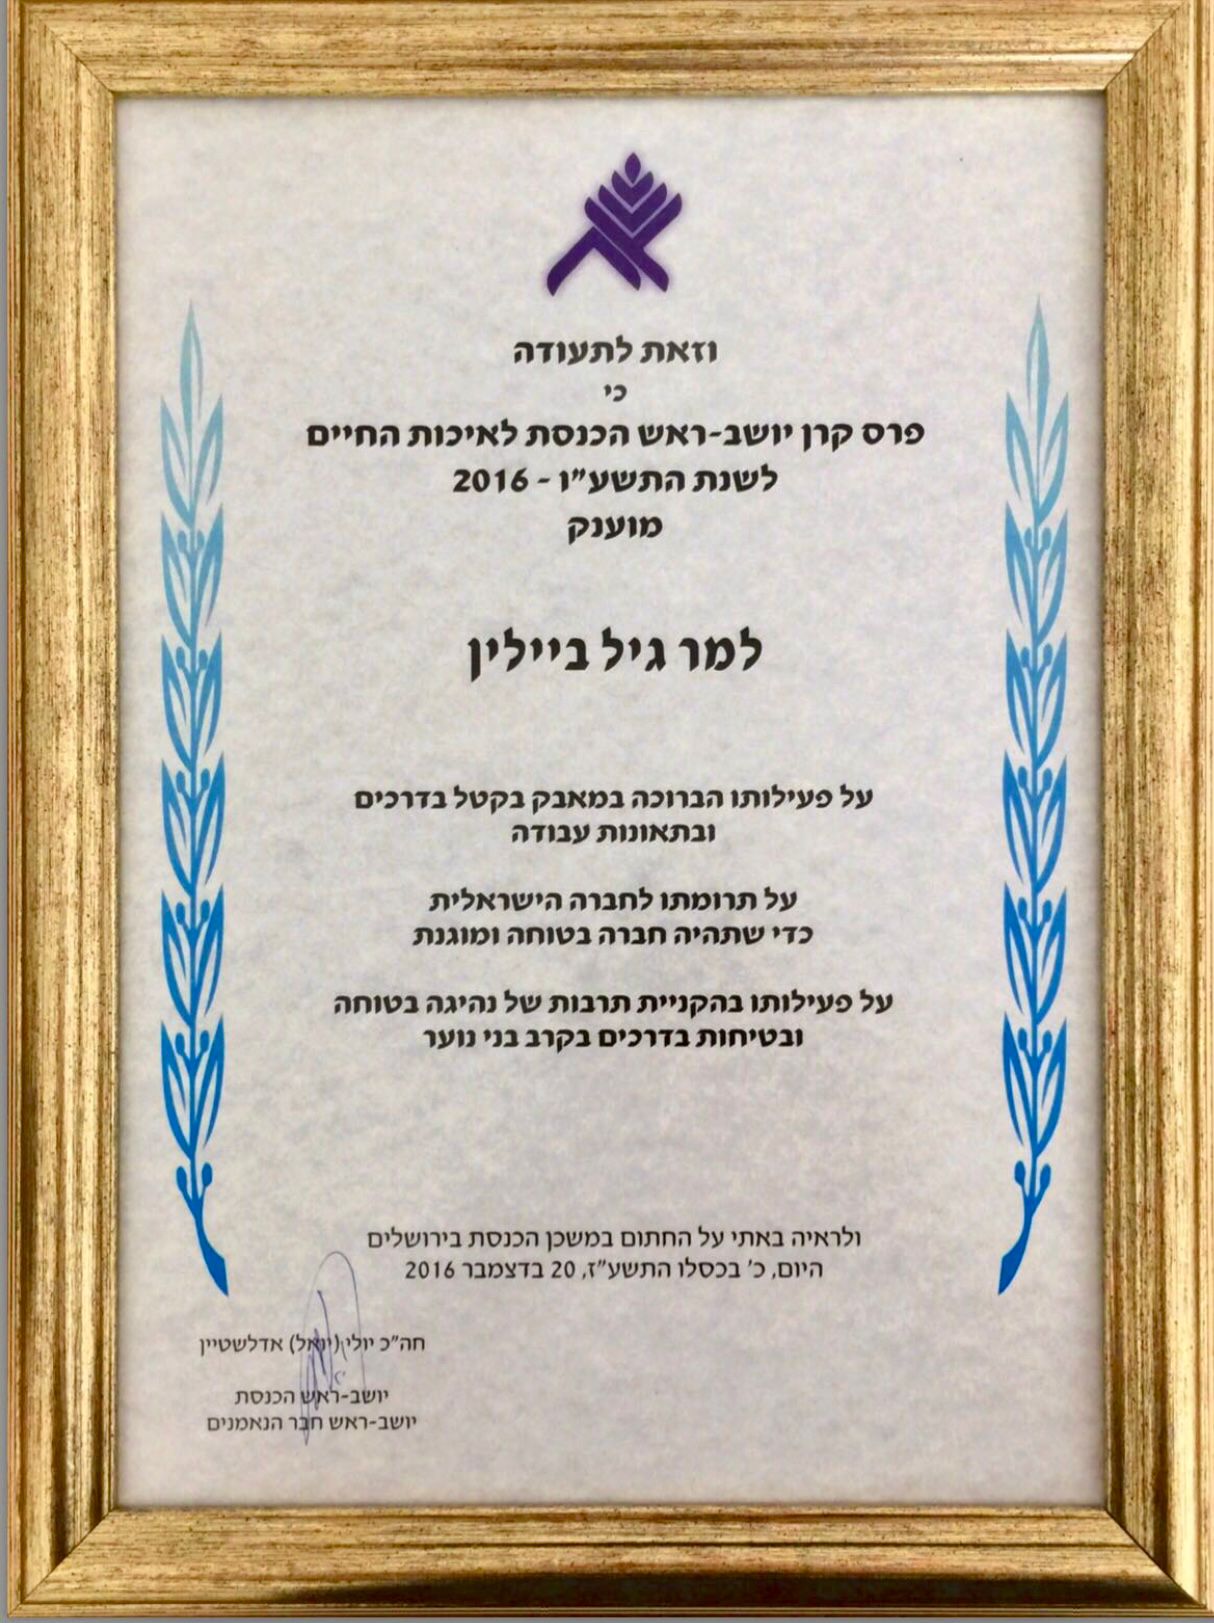 וזאת לתעודה
כי
פרס קרן יושב-ראש הכנסת לאיכות החיים
לשנת התשע"ו - 2016
מוענק
למר גיל ביילין
על פעילותו הברוכה במאבק בקטל בדרכים
ובתאונות עבודה
על תרומתו לחברה הישראלית
כדי שתהיה חברה בטוחה ומוגנת
על פעילותו בהקניית תרבות של נהיגה בטוחה
ובטיחות בדרכים בקרב בני נוער
ולראיה באתי על החתום במשכן הכנסת בירושלים
היום, כ' בכסלו התשע"ז, 20 בדצמבר 2016
חה"כ יולי (יואל) אדלשטיין
יושב-ראש הכנסת
יושב-ראש חבר הנאמנים